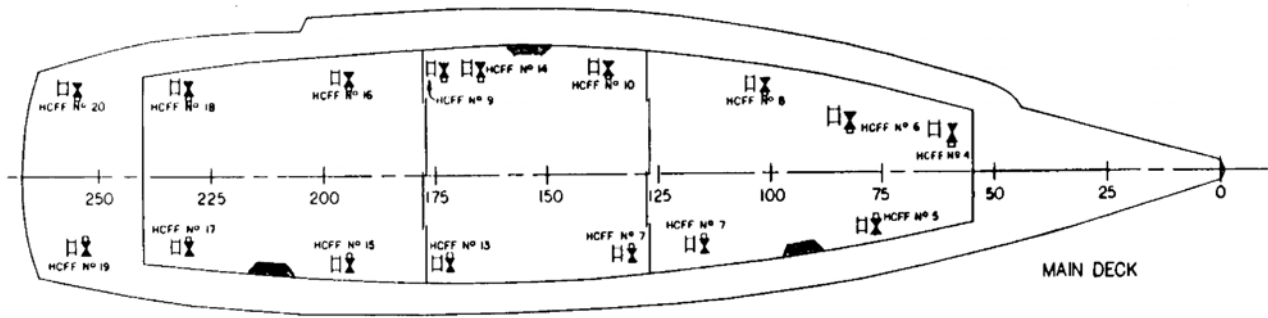 HCFF Nº 20
HCFF Nº 18
HCFF Nº 16
HCFF Nº 9
HCFF Nº 14
HCFF Nº 10
HCFF Nº 8
HCFF Nº 6
HCFF Nº 4
250 225 200 175 150 125 100 75 50 25 0
HCFF Nº 19
HCFF Nº 17
HCFF Nº 15
HCFF Nº 13
HCFF Nº 7
HCFF Nº 7
HCFF Nº 5
MAIN DECK